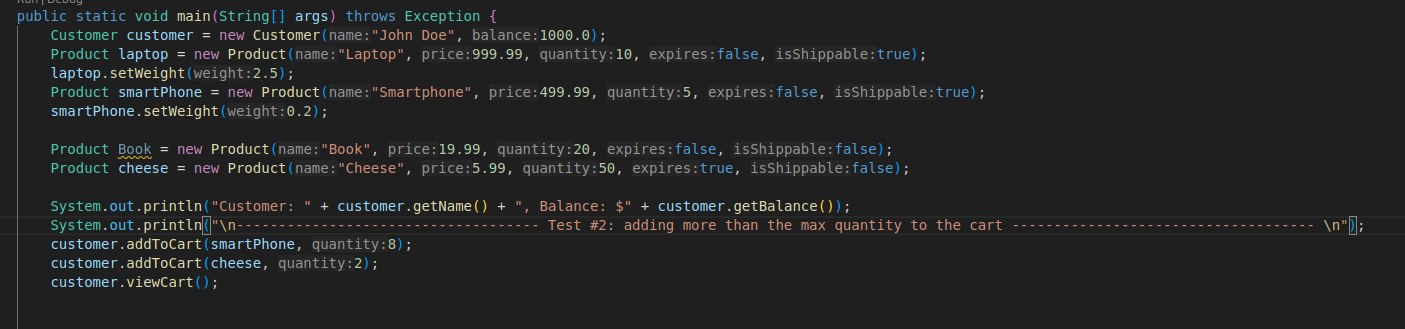 Run|Debug
public static void main(String[] args) throws Exception {
Customer customer = new Customer(name:"John Doe", balance:1000.0);
Product laptop = new Product(name:"Laptop", price:999.99, quantity:10, expires:false, isShippable:true);
laptop.setWeight(weight:2.5);
Product smartPhone = new Product(name:"Smartphone", price:499.99, quantity:5, expires:false, isShippable:true);
smartPhone.setWeight(weight:0.2);
Product Book = new Product(name:"Book", price:19.99, quantity:20, expires:false, isShippable:false);
Product cheese = new Product(name:"Cheese", price:5.99, quantity:50, expires:true, isShippable:false);
System.out.println("Customer: " + customer.getName() + ", Balance: $" + customer.getBalance());
System.out.println("\n------------------------------------ Test #2: adding more than the max quantity to the cart ------------------------------------ \n");
customer.addToCart(smartPhone, quantity:8);
customer.addToCart(cheese, quantity:2);
customer.viewCart();